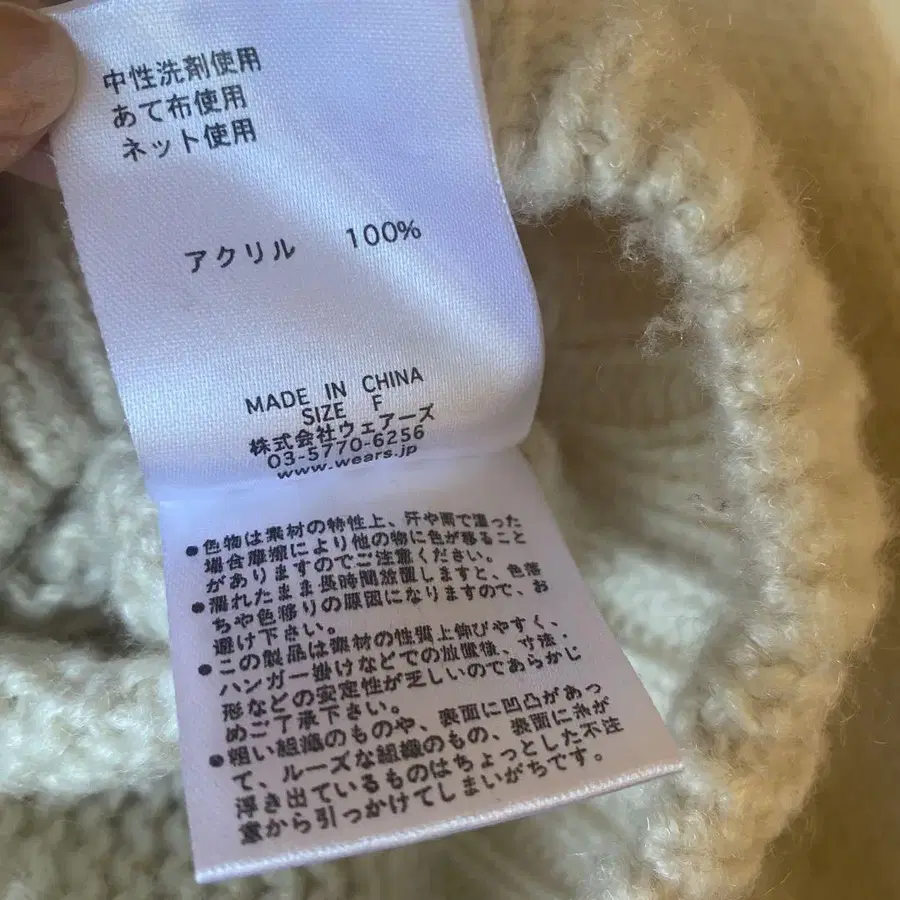 中性洗剤使用
あて布使用
ネット使用
アクリル 100%
MADE IN CHINA
SIZE F
株式会社ウェアーズ
03-5770-6256
www.wears.jp
●色物は素材の特性上、汗や雨で湿った
場合摩擦により他の物に色が移ること
がありますのでご注意ください。
●濡れたまま長時間放置しますと、色落
ちや色移りの原因になりますので、お
避け下さい。
●この製品は素材の性質上伸びやすく、
ハンガー掛けなどでの放置後、寸法・
形などの安定性が乏しいのであらかじ
めご了承下さい。
●粗い組織のものや、表面に凹凸があっ
て、ルーズな組織のもの、表面に糸が
浮き出ているものはちょっとした不注
意から引っかけてしまいがちです。